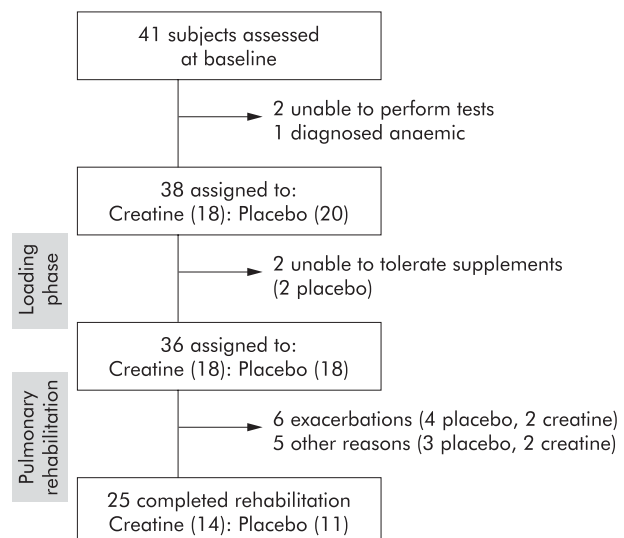 41 subjects assessed
at baseline
2 unable to perform tests
1 diagnosed anaemic
38 assigned to:
Creatine (18): Placebo (20)
Loading
phase
2 unable to tolerate supplements
(2 placebo)
36 assigned to:
Creatine (18): Placebo (18)
Pulmonary
rehabilitation
6 exacerbations (4 placebo, 2 creatine)
5 other reasons (3 placebo, 2 creatine)
25 completed rehabilitation
Creatine (14): Placebo (11)